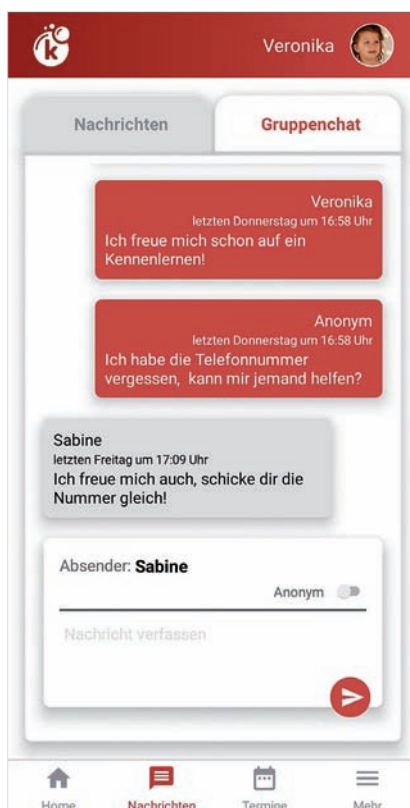 k
Veronika
Nachrichten
Gruppenchat
Veronika
letzten Donnerstag um 16:58 Uhr
Ich freue mich schon auf ein
Kennenlernen!
Anonym
letzten Donnerstag um 16:58 Uhr
Ich habe die Telefonnummer
vergessen, kann mir jemand helfen?
Sabine
letzten Freitag um 17:09 Uhr
Ich freue mich auch, schicke dir die
Nummer gleich!
Absender: Sabine
Anonym
Nachricht verfassen
Home Nachrichten Termine Mehr